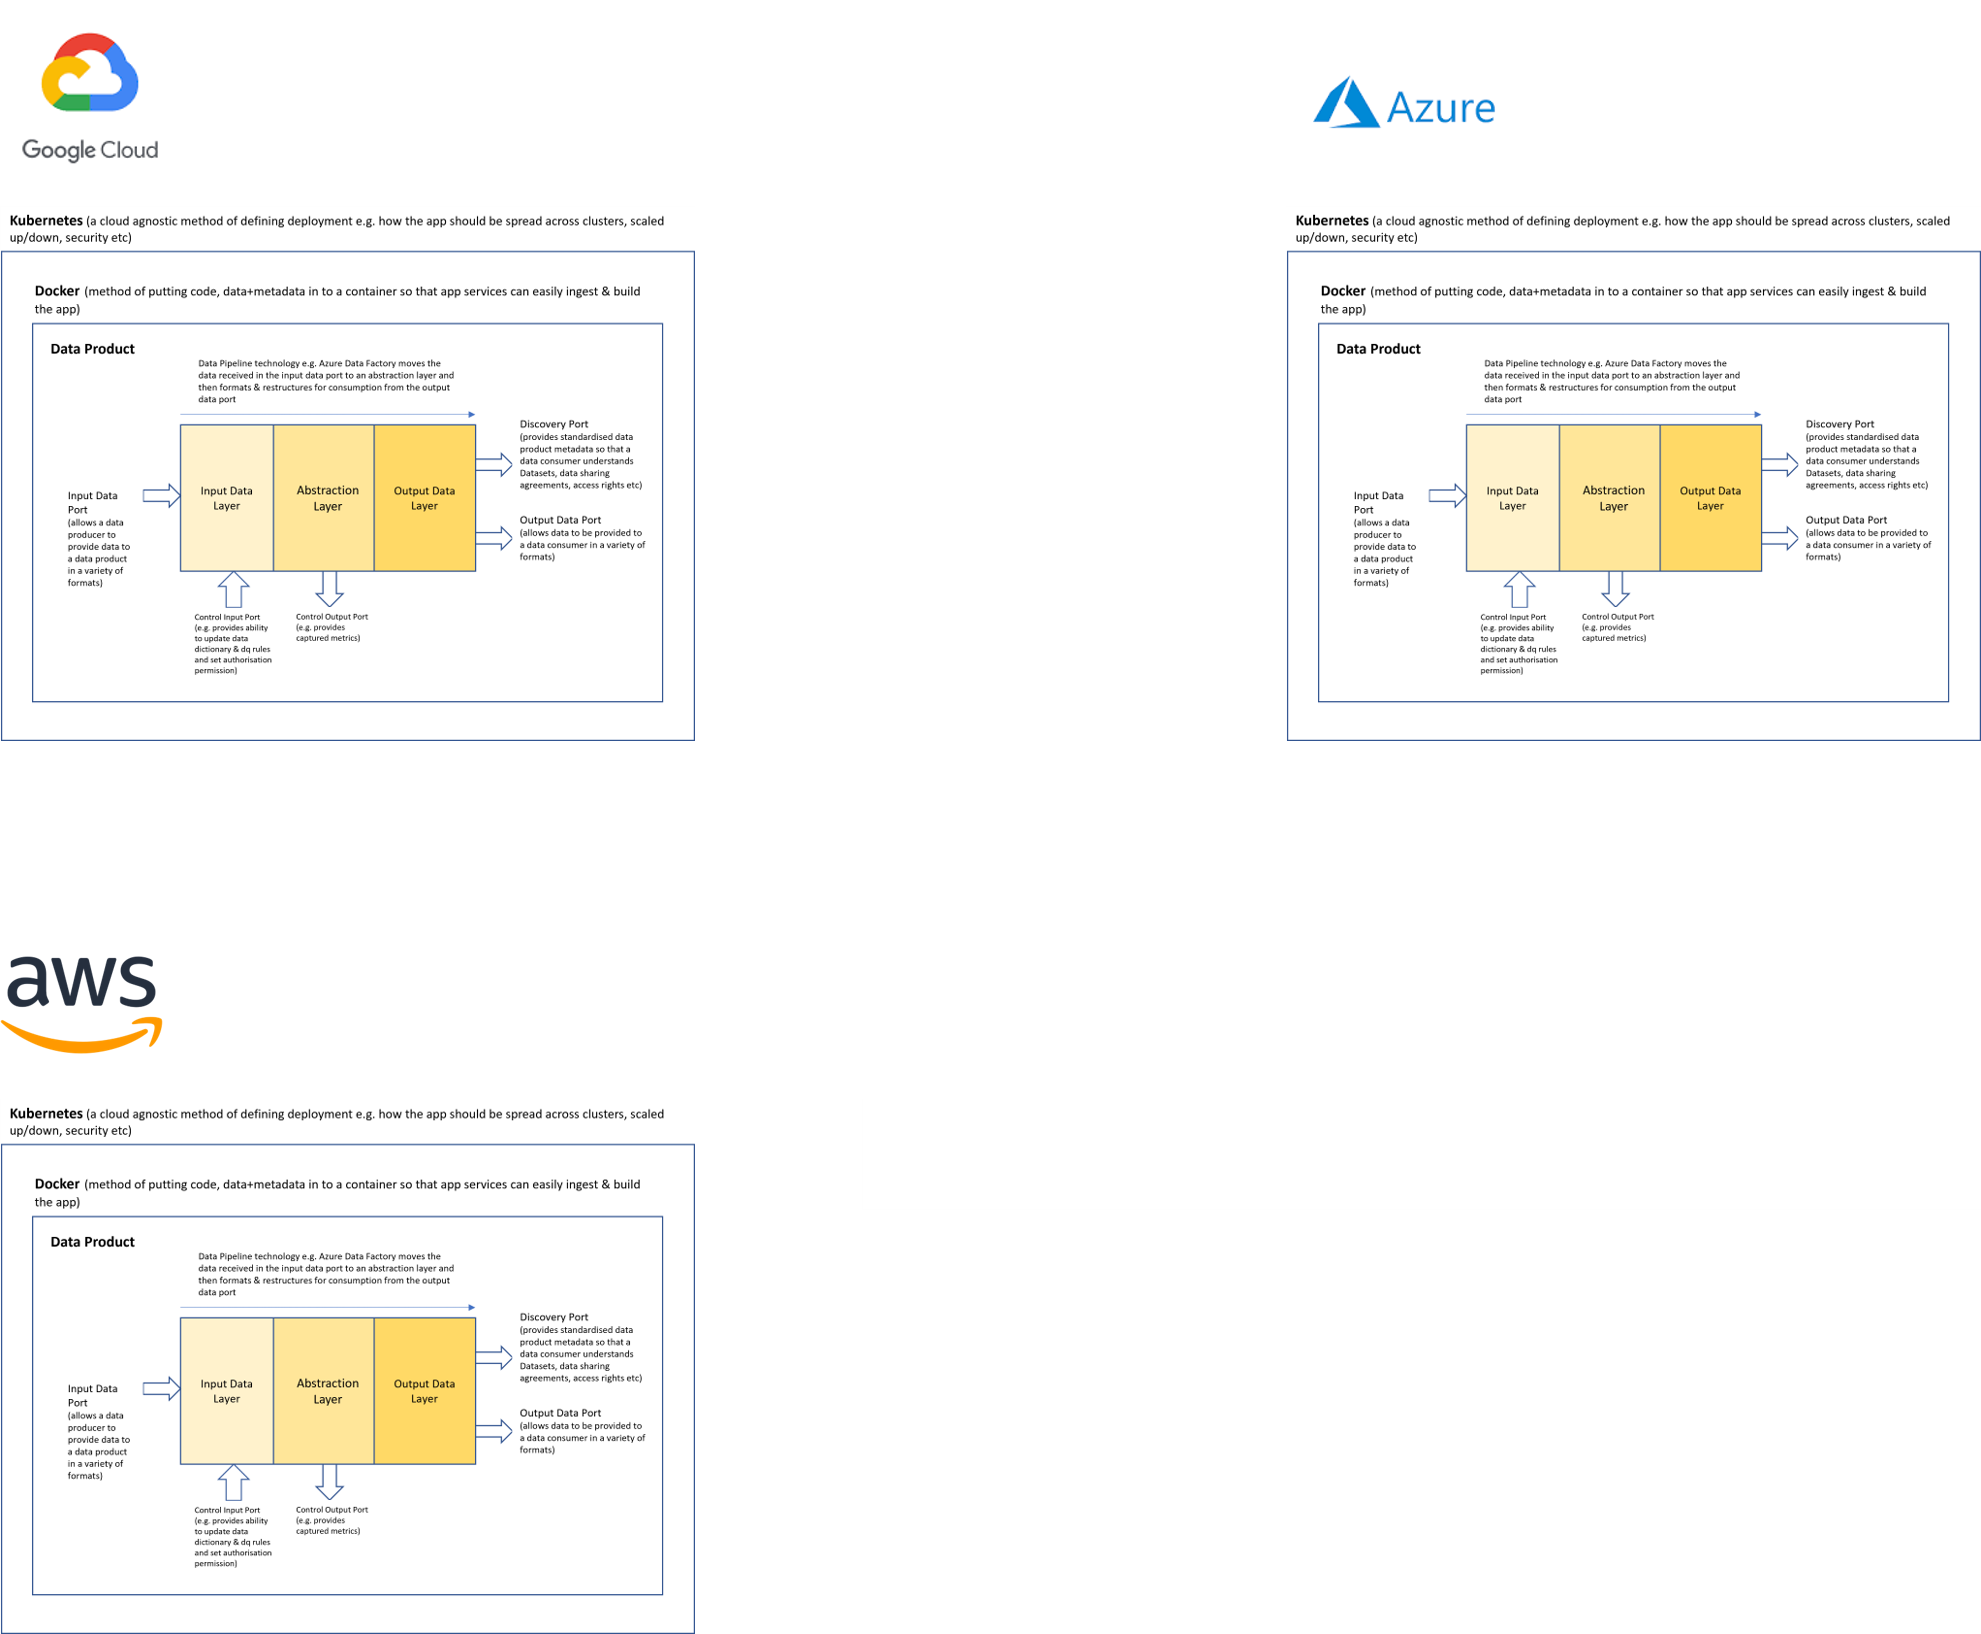 Google Cloud
Kubernetes (a cloud agnostic method of defining deployment e.g. how the app should be spread across clusters, scaled
up/down, security etc)
Docker (method of putting code, data+metadata in to a container so that app services can easily ingest & build
the app)
Data Product
Data Pipeline technology e.g. Azure Data Factory moves the
data received in the input data port to an abstraction layer and
then formats & restructures for consumption from the output
data port
Input Data
Port
(allows a data
producer to
provide data to
a data product
in a variety of
formats)
Input Data
Layer
Abstraction
Layer
Output Data
Layer
Discovery Port
(provides standardised data
product metadata so that a
data consumer understands
Datasets, data sharing
agreements, access rights etc)
Output Data Port
(allows data to be provided to
a data consumer in a variety of
formats)
Control Input Port
(e.g. provides ability
to update data
dictionary & dq rules
and set authorisation
permission)
Control Output Port
(e.g. provides
captured metrics)
Azure
Kubernetes (a cloud agnostic method of defining deployment e.g. how the app should be spread across clusters, scaled
up/down, security etc)
Docker (method of putting code, data+metadata in to a container so that app services can easily ingest & build
the app)
Data Product
Data Pipeline technology e.g. Azure Data Factory moves the
data received in the input data port to an abstraction layer and
then formats & restructures for consumption from the output
data port
Input Data
Port
(allows a data
producer to
provide data to
a data product
in a variety of
formats)
Input Data
Layer
Abstraction
Layer
Output Data
Layer
Discovery Port
(provides standardised data
product metadata so that a
data consumer understands
Datasets, data sharing
agreements, access rights etc)
Output Data Port
(allows data to be provided to
a data consumer in a variety of
formats)
Control Input Port
(e.g. provides ability
to update data
dictionary & dq rules
and set authorisation
permission)
Control Output Port
(e.g. provides
captured metrics)
aws
Kubernetes (a cloud agnostic method of defining deployment e.g. how the app should be spread across clusters, scaled
up/down, security etc)
Docker (method of putting code, data+metadata in to a container so that app services can easily ingest & build
the app)
Data Product
Data Pipeline technology e.g. Azure Data Factory moves the
data received in the input data port to an abstraction layer and
then formats & restructures for consumption from the output
data port
Input Data
Port
(allows a data
producer to
provide data to
a data product
in a variety of
formats)
Input Data
Layer
Abstraction
Layer
Output Data
Layer
Discovery Port
(provides standardised data
product metadata so that a
data consumer understands
Datasets, data sharing
agreements, access rights etc)
Output Data Port
(allows data to be provided to
a data consumer in a variety of
formats)
Control Input Port
(e.g. provides ability
to update data
dictionary & dq rules
and set authorisation
permission)
Control Output Port
(e.g. provides
captured metrics)